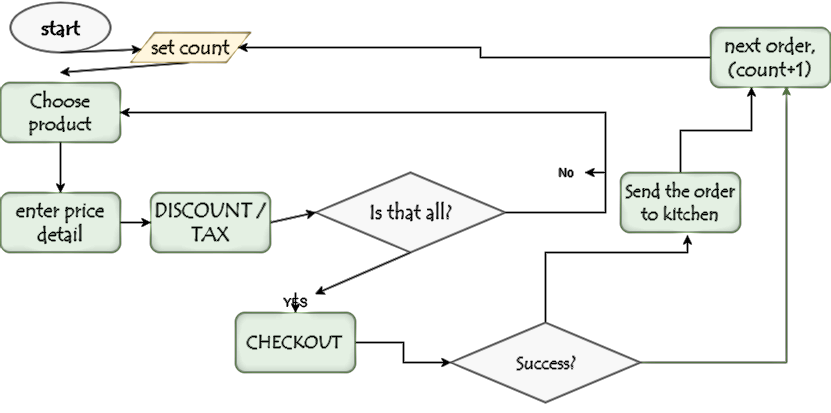 start
set count
next order,
(count+1)
Choose
product
No
enter price
detail
DISCOUNT /
TAX
Is that all?
Send the order
to kitchen
YES
CHECKOUT
Success?